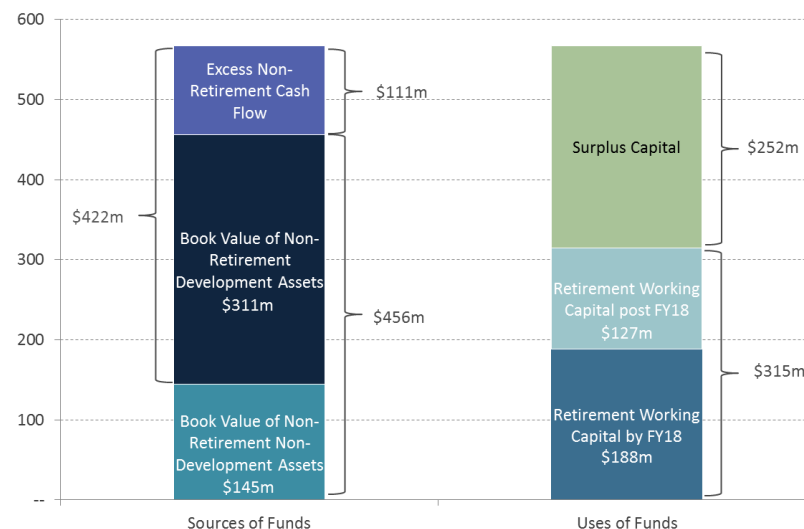 600
500
400
300
200
100
--
Excess Non-
Retirement Cash
Flow
$111m
$422m
Book Value of Non-
Retirement
Development Assets
$311m
$456m
Book Value of Non-
Retirement Non-
Development Assets
$145m
Surplus Capital
$252m
Retirement Working
Capital post FY18
$127m
$315m
Retirement Working
Capital by FY18
$188m
Sources of Funds
Uses of Funds